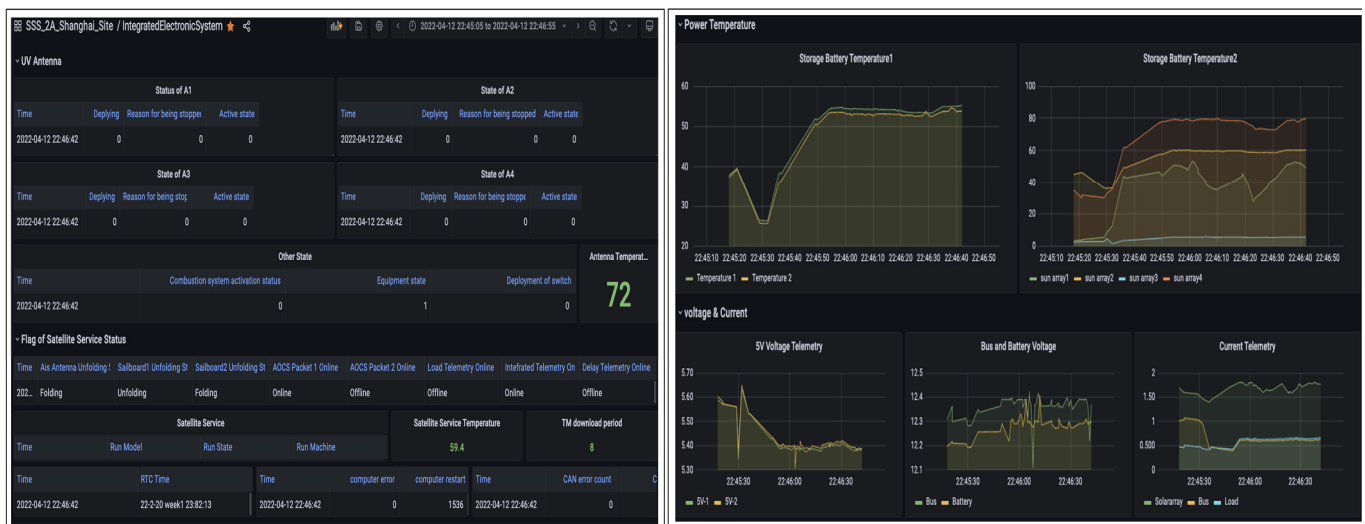 SSS_2A_Shanghai_Site / IntegratedElectronicSystem
2022-04-12 22:45:05 to 2022-04-12 22:46:55
UV Antenna
Status of A1
Time Deplying Reason for being stopped Active state
2022-04-12 22:46:42 0 0 0
State of A2
Time Deplying Reason for being stopped Active state
2022-04-12 22:46:42 0 0 0
State of A3
Time Deplying Reason for being stop Active state
2022-04-12 22:46:42 0 0 0
State of A4
Time Deplying Reason for being stoppe Active state
2022-04-12 22:46:42 0 0 0
Other State
Time Combustion system activation status Equipment state Deployment of switch
2022-04-12 22:46:42 0 1 0
Antenna Temperat...
72
Flag of Satellite Service Status
Time Ais Antenna Unfolding Sailboard1 Unfolding St Sailboard2 Unfolding St AOCS Packet 1 Online AOCS Packet 2 Online Load Telemetry Online Intefrated Telemetry On Delay Telemetry Online
202... Folding Unfolding Folding Online Offline Offline Online Offline
Satellite Service
Time Run Model Run State Run Machine
Satellite Service Temperature
59.4
TM download period
8
Time RTC Time
2022-04-12 22:46:42 22-2-20 week1 23:82:13
Time computer error computer restart
2022-04-12 22:46:42 0 1536
Time CAN error count C
2022-04-12 22:46:42 0
Power Temperature
Storage Battery Temperature1
60
50
40
30
20
22:45:10 22:45:20 22:45:30 22:45:40 22:45:50 22:46:00 22:46:10 22:46:20 22:46:30 22:46:40 22:46:50
Temperature 1 Temperature 2
Storage Battery Temperature2
100
80
60
40
20
0
22:45:10 22:45:20 22:45:30 22:45:40 22:45:50 22:46:00 22:46:10 22:46:20 22:46:30 22:46:40 22:46:50
sun array1 sun array2 sun array3 sun array4
voltage & Current
5V Voltage Telemetry
5.70
5.60
5.50
5.40
5.30
22:45:30 22:46:00 22:46:30
5V-1 5V-2
Bus and Battery Voltage
12.5
12.4
12.3
12.2
12.1
22:45:30 22:46:00 22:46:30
Bus Battery
Current Telemetry
2
1.50
1
0.500
0
22:45:30 22:46:00 22:46:30
Solararray Bus Load